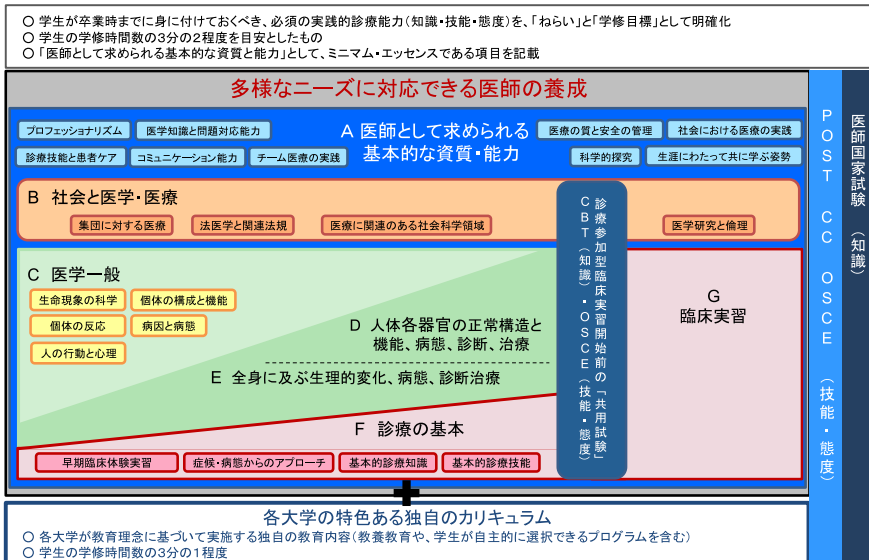 ○ 学生が卒業時までに身に付けておくべき、必須の実践的診療能力(知識・技能・態度)を、「ねらい」と「学修目標」として明確化
○ 学生の学修時間数の3分の2程度を目安としたもの
○「医師として求められる基本的な資質と能力」として、ミニマム・エッセンスである項目を記載
多様なニーズに対応できる医師の養成
A 医師として求められる
基本的な資質・能力
プロフェッショナリズム
医学知識と問題対応能力
診療技能と患者ケア
コミュニケーション能力
チーム医療の実践
医療の質と安全の管理
社会における医療の実践
科学的探究
生涯にわたって共に学ぶ姿勢
B 社会と医学・医療
集団に対する医療
法医学と関連法規
医療に関連のある社会科学領域
医学研究と倫理
C 医学一般
生命現象の科学
個体の構成と機能
個体の反応
病因と病態
人の行動と心理
D 人体各器官の正常構造と
機能、病態、診断、治療
E 全身に及ぶ生理的変化、病態、診断治療
F 診療の基本
早期臨床体験実習
症候・病態からのアプローチ
基本的診療知識
基本的診療技能
診療参加型臨床実習開始前の「共用試験」
CBT(知識)・OSCE(技能・態度)
G
臨床実習
POST CC OSCE (技能・態度)
医師国家試験 (知識)
+
各大学の特色ある独自のカリキュラム
○ 各大学が教育理念に基づいて実施する独自の教育内容(教養教育や、学生が自主的に選択できるプログラムを含む)
○ 学生の学修時間数の3分の1程度